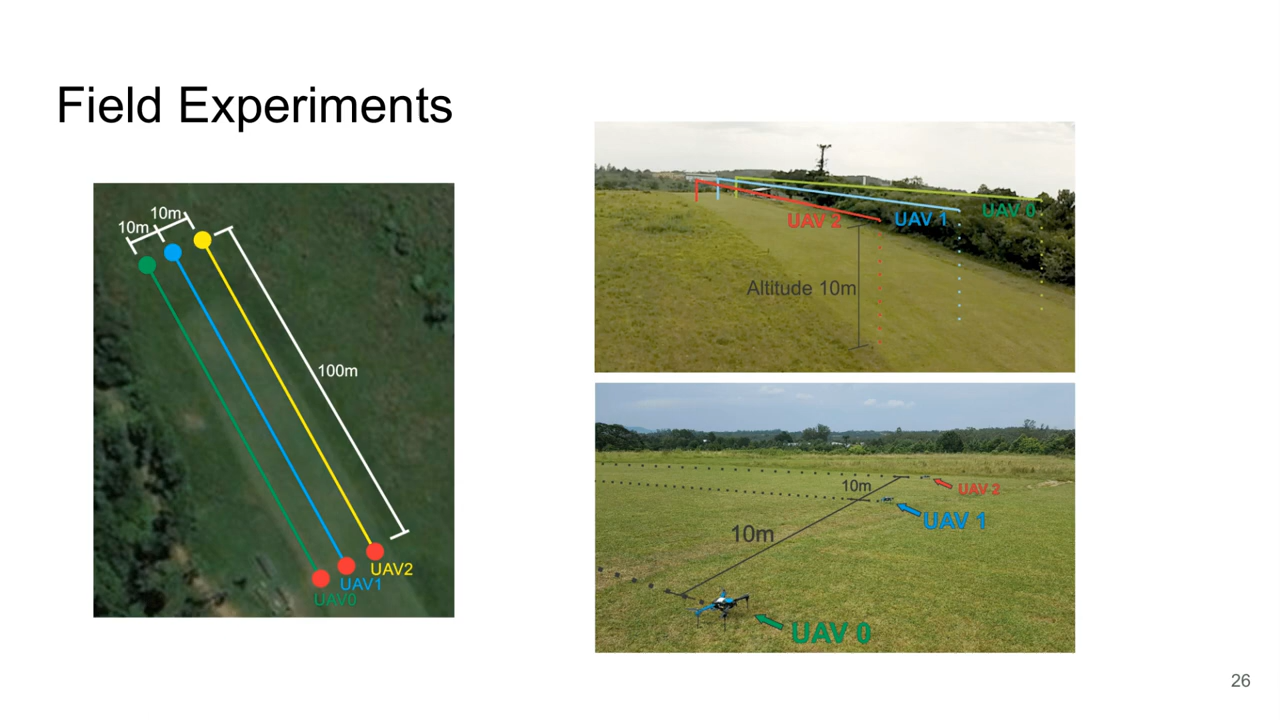 Field Experiments
10m
10m
100m
UAV2
UAV1
UAV0
UAV 2
UAV 1
UAV 0
Altitude 10m
10m
UAV 2
UAV 1
10m
UAV 0
26